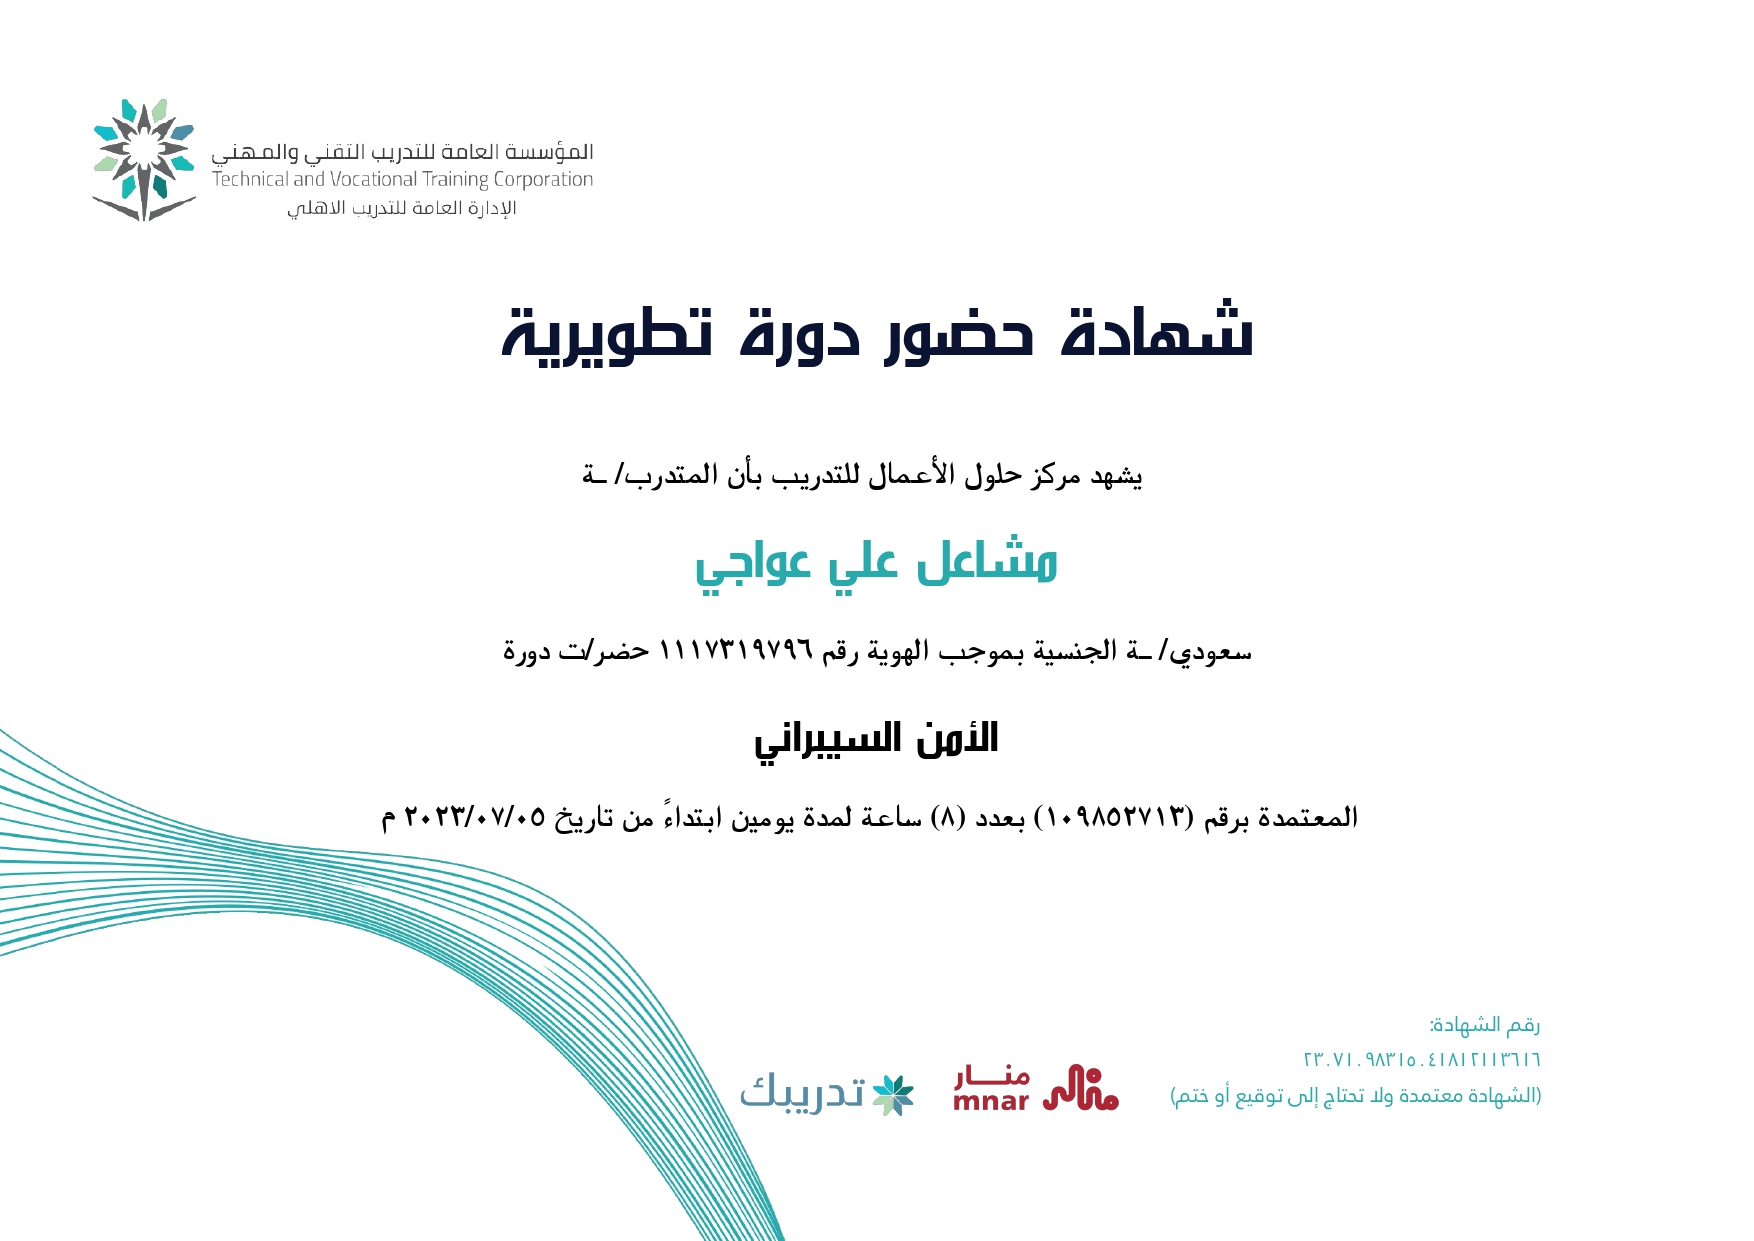 المؤسسة العامة للتدريب التقني والمهني
Technical and Vocational Training Corporation
الإدارة العامة للتدريب الاهلي
شهادة حضور دورة تطويرية
يشهد مركز حلول الأعمال للتدريب بأن المتدرب/ ـة
مشاعل علي عواجي
سعودي/ ـة الجنسية بموجب الهوية رقم ١١١٧٣١٩٧٩٦ حضر/ت دورة
الأمن السيبراني
المعتمدة برقم (١٠٩٨٥٢٧١٣) بعدد (٨) ساعة لمدة يومين ابتداءً من تاريخ ٢٠٢٣/٠٧/٠٥ م
رقم الشهادة:
٢٣٠٧١٠٩٨٣١٥٠٤١٨١٢١١٣٦١٦
(الشهادة معتمدة ولا تحتاج إلى توقيع أو ختم)
منار
منار
mnar
تدريبك